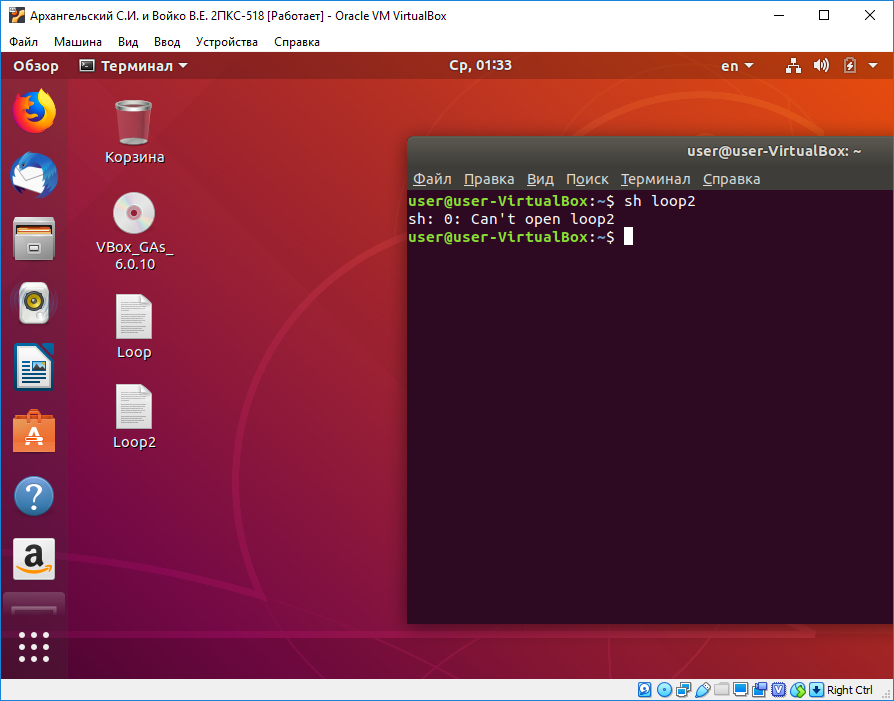 Архангельский С.И. и Войко В.Е. 2ПКС-518 [Работает] - Oracle VM VirtualBox
Файл Машина Вид Ввод Устройства Справка
Обзор Терминал Ср, 01:33 en
Корзина
VBox_GAs_
6.0.10
Loop
Loop2
user@user-VirtualBox: ~
Файл Правка Вид Поиск Терминал Справка
user@user-VirtualBox:~$ sh loop2
sh: 0: Can't open loop2
user@user-VirtualBox:~$
Right Ctrl